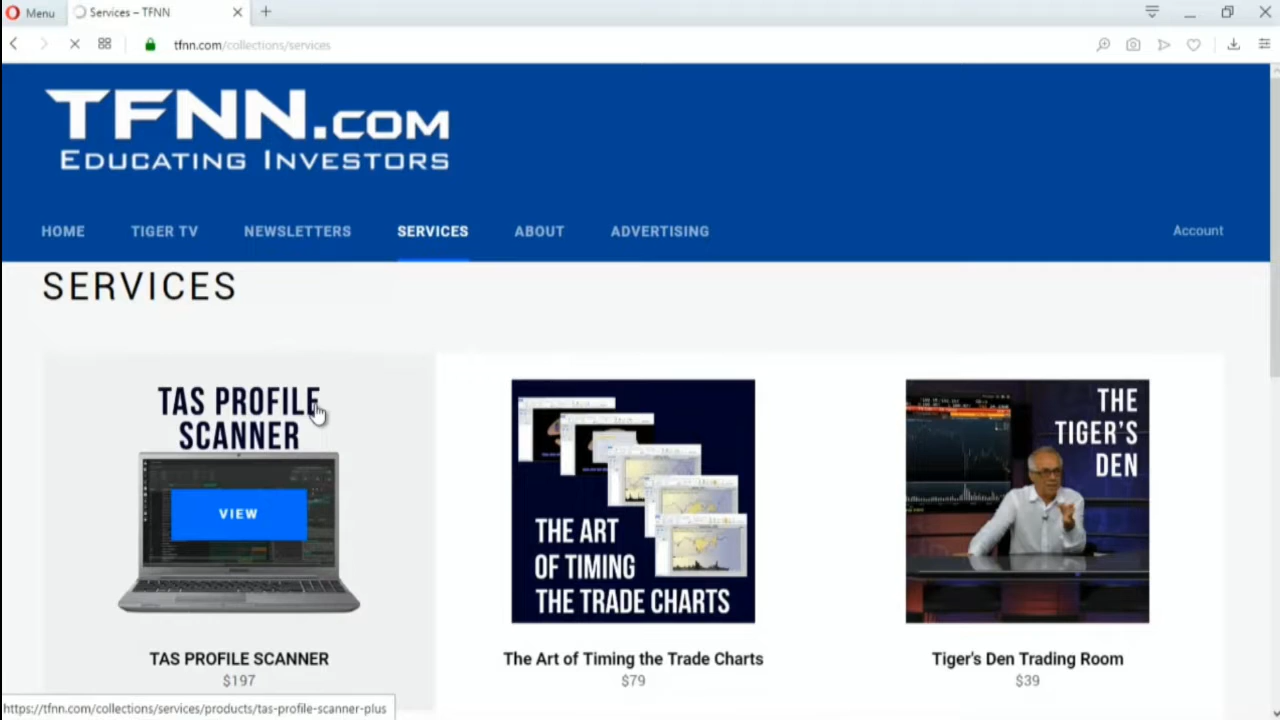 Menu
Services – TFNN
tfnn.com/collections/services
TFNN.COM
EDUCATING INVESTORS
HOME
TIGER TV
NEWSLETTERS
SERVICES
ABOUT
ADVERTISING
Account
SERVICES
TAS PROFILE
SCANNER
VIEW
TAS PROFILE SCANNER
$197
THE ART
OF TIMING
THE TRADE CHARTS
The Art of Timing the Trade Charts
$79
THE
TIGER'S
DEN
Tiger's Den Trading Room
$39
https://tfnn.com/collections/services/products/tas-profile-scanner-plus